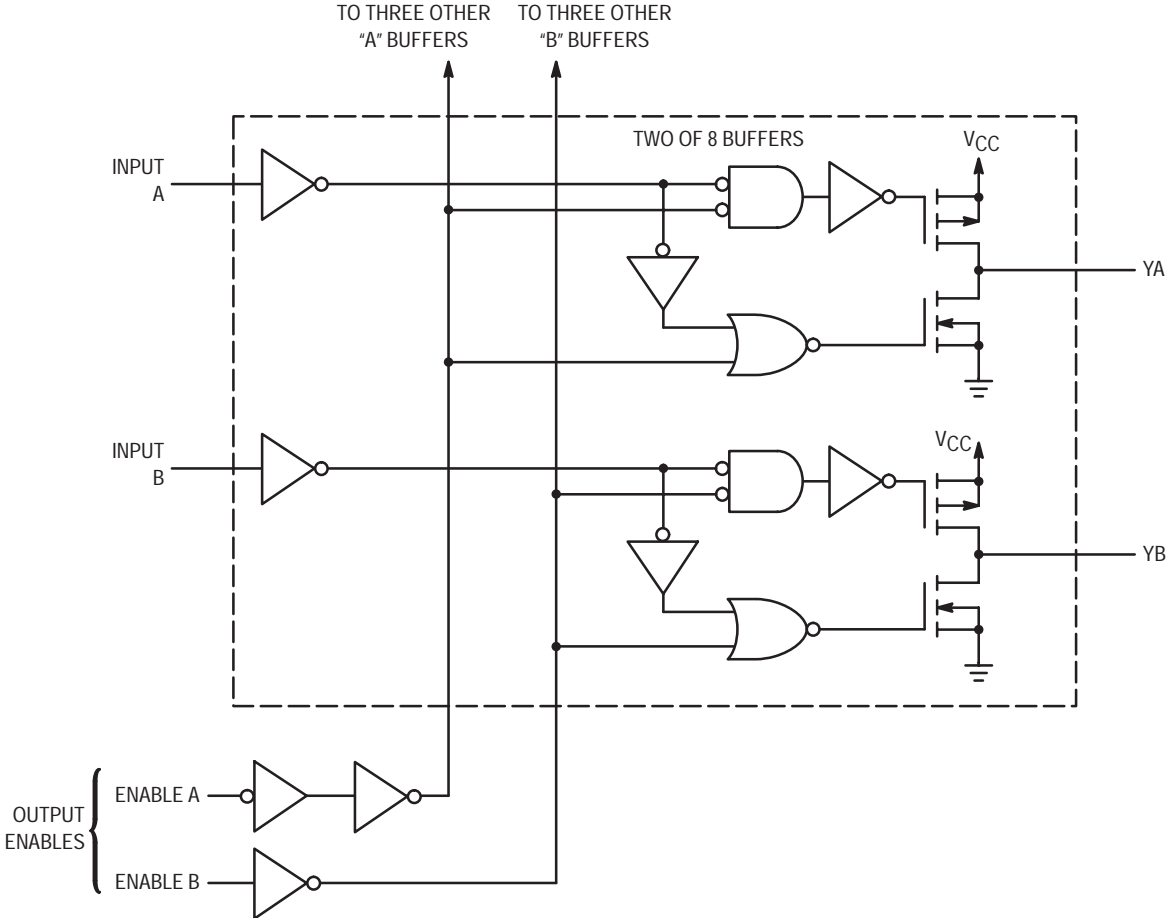 TO THREE OTHER
“A” BUFFERS
TO THREE OTHER
“B” BUFFERS
TWO OF 8 BUFFERS
VCC
INPUT
A
YA
INPUT
B
VCC
YB
OUTPUT
ENABLES
ENABLE A
ENABLE B